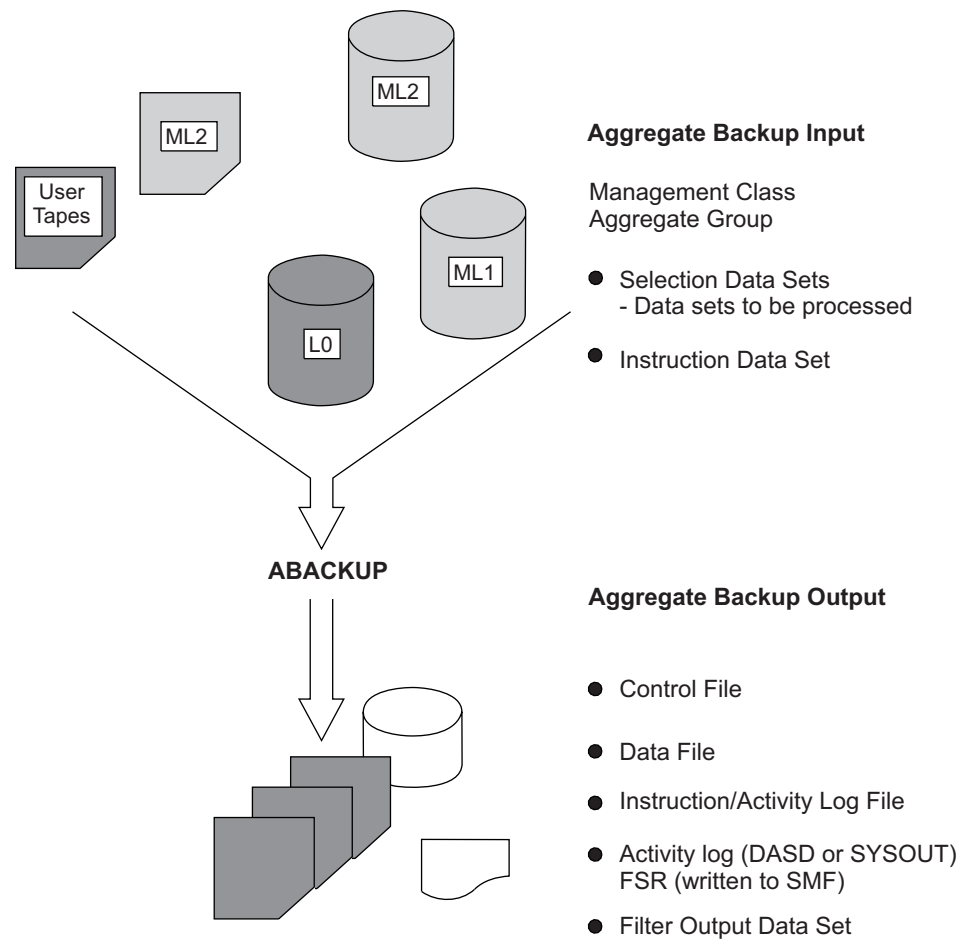 ML2
ML2
User
Tapes
ML1
L0
Aggregate Backup Input
Management Class
Aggregate Group
● Selection Data Sets
- Data sets to be processed
● Instruction Data Set
ABACKUP
Aggregate Backup Output
● Control File
● Data File
● Instruction/Activity Log File
● Activity log (DASD or SYSOUT)
FSR (written to SMF)
● Filter Output Data Set